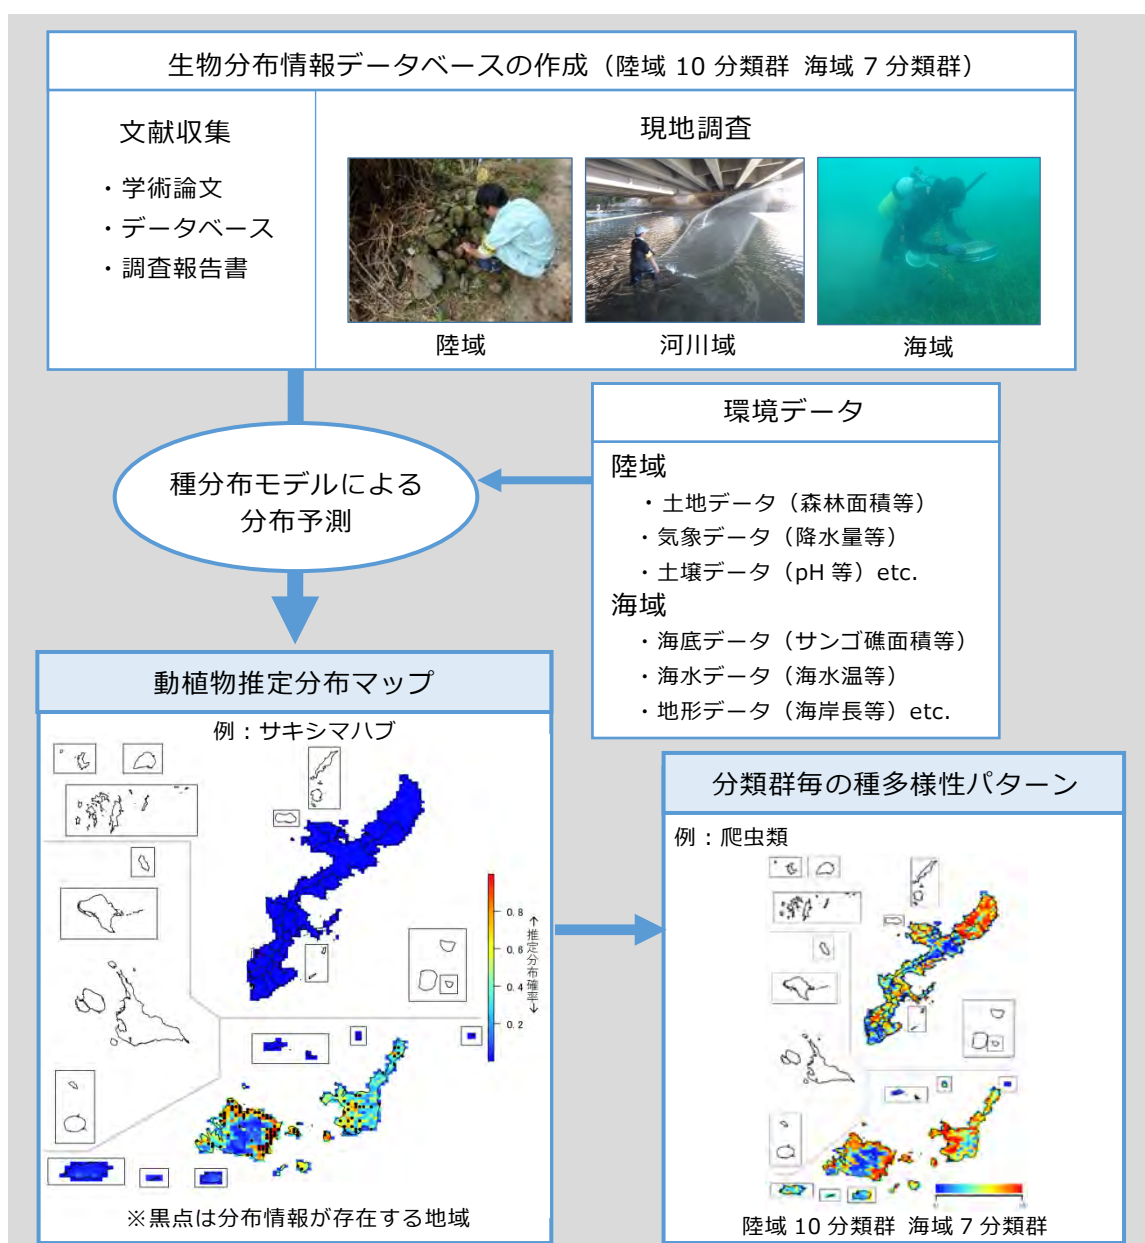 生物分布情報データベースの作成（陸域 10 分類群 海域 7 分類群）
文献収集
・学術論文
・データベース
・調査報告書
現地調査
陸域
河川域
海域
環境データ
陸域
・土地データ（森林面積等）
・気象データ（降水量等）
・土壌データ（pH 等）etc.
海域
・海底データ（サンゴ礁面積等）
・海水データ（海水温等）
・地形データ（海岸長等）etc.
種分布モデルによる
分布予測
動植物推定分布マップ
例：サキシマハブ
0.8
0.6
0.4
0.2
↑推定分布確率↓
※黒点は分布情報が存在する地域
分類群毎の種多様性パターン
例：爬虫類
陸域 10 分類群 海域 7 分類群